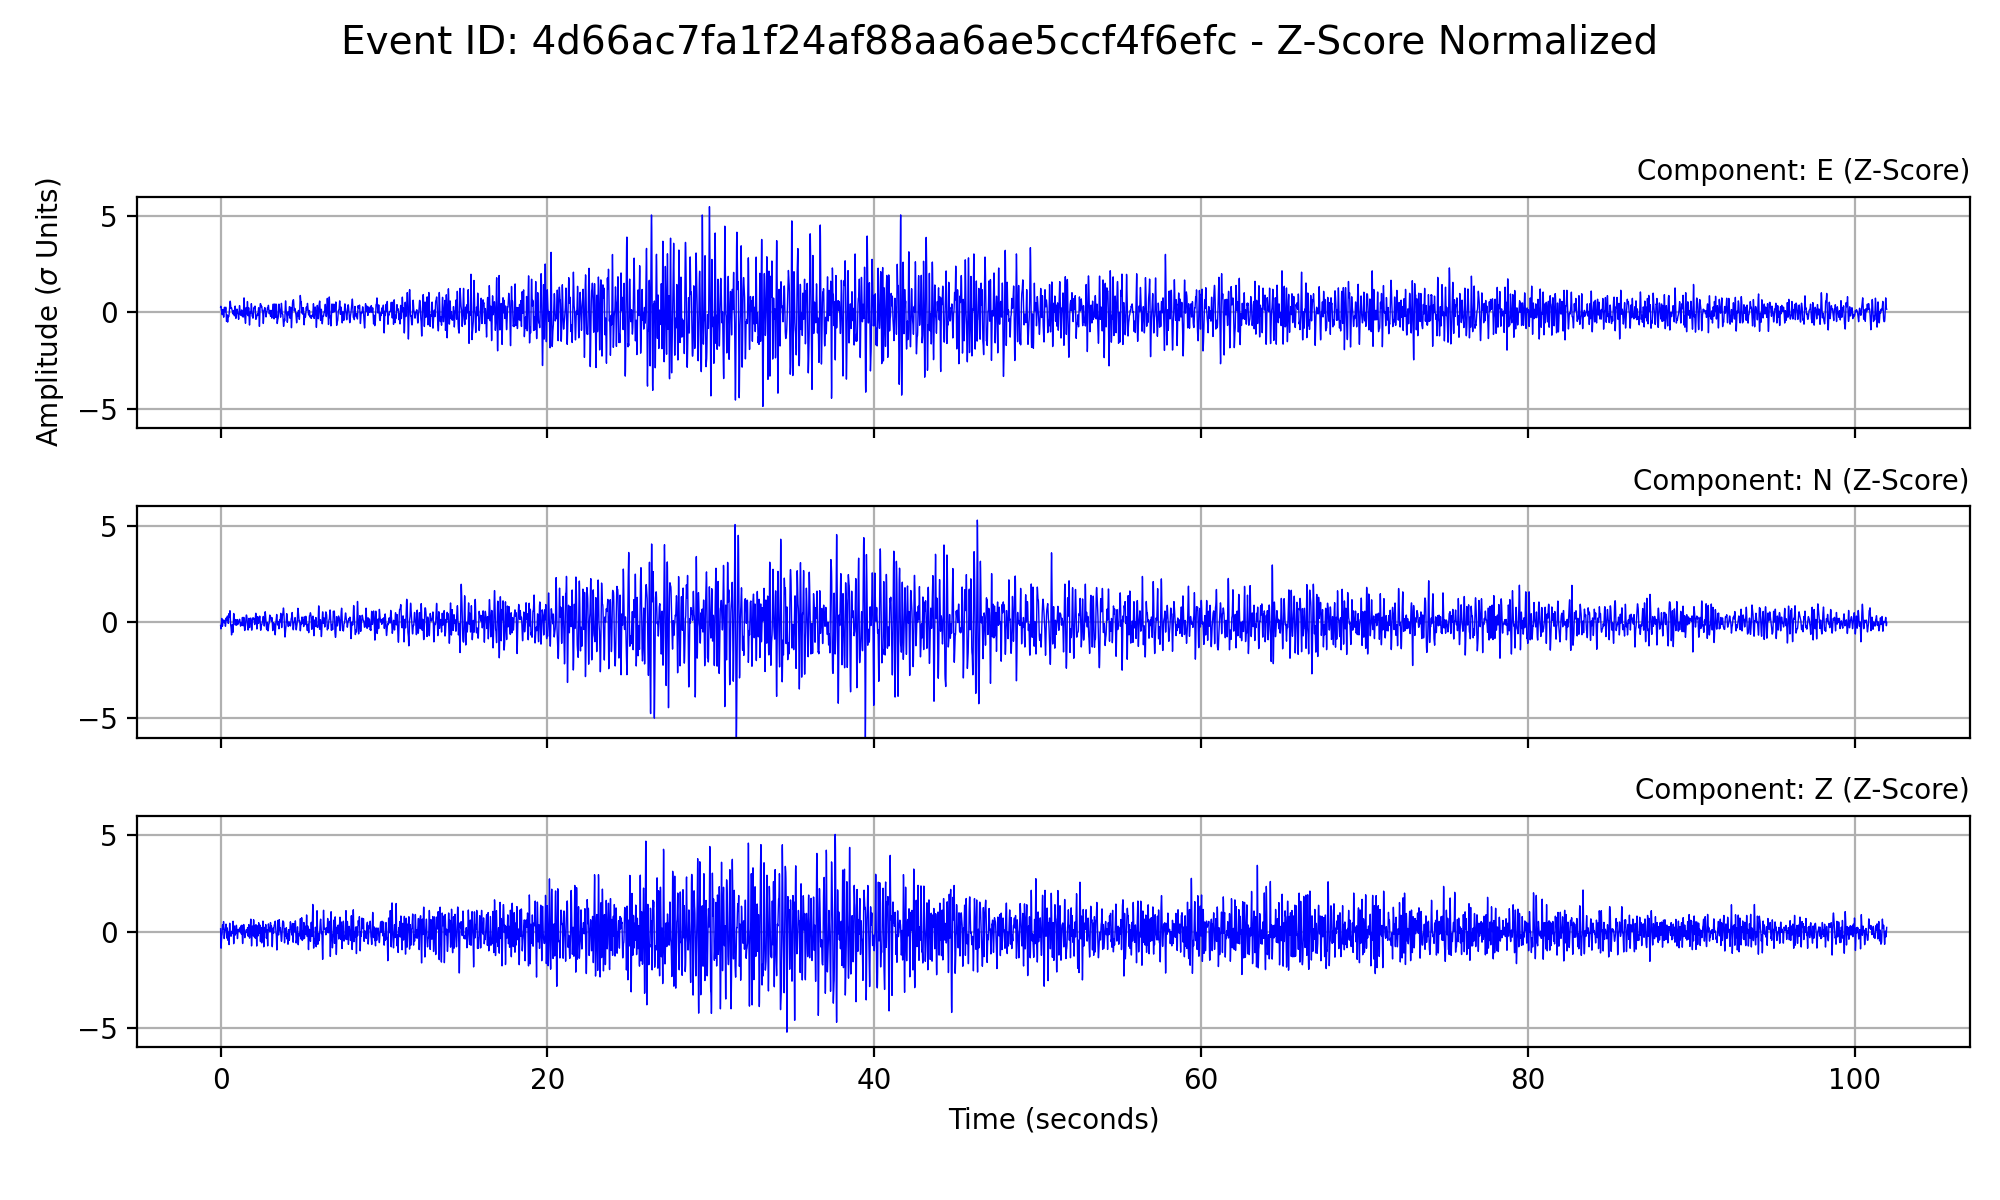 Event ID: 4d66ac7fa1f24af88aa6ae5ccf4f6efc - Z-Score Normalized
Component: E (Z-Score)
Amplitude (σ Units)
5
0
−5
Component: N (Z-Score)
5
0
−5
Component: Z (Z-Score)
5
0
−5
0 20 40 60 80 100
Time (seconds)